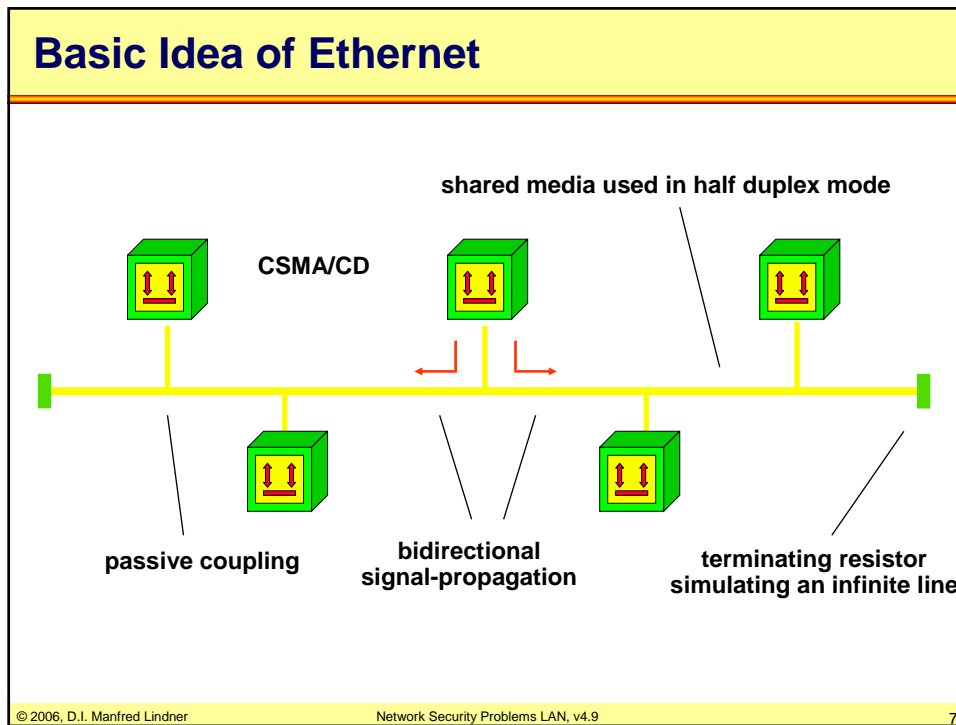 Basic Idea of Ethernet
shared media used in half duplex mode
CSMA/CD
passive coupling
bidirectional
signal-propagation
terminating resistor
simulating an infinite line
© 2006, D.I. Manfred Lindner
Network Security Problems LAN, v4.9
7